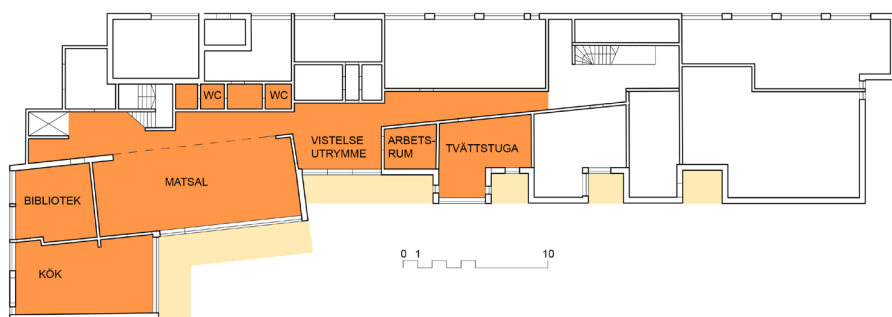 WC
WC
VISTELSE
UTRYMME
ARBETS-
RUM
TVÄTTSTUGA
MATSAL
BIBLIOTEK
KÖK
0 1 10